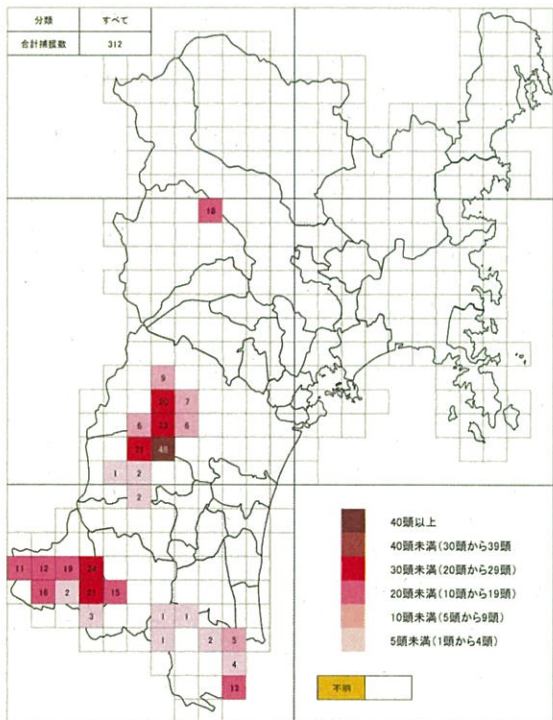 分類 すべて
合計捕獲数 312
18
9
20 7
6 23 6
21
1 2
2
11 12 19 24
16 2 21 15
3 1 1
1 2 5
4
13
40頭以上
40頭未満(30頭から39頭
30頭未満(20頭から29頭)
20頭未満(10頭から19頭)
10頭未満(5頭から9頭)
5頭未満(1頭から4頭)
不明